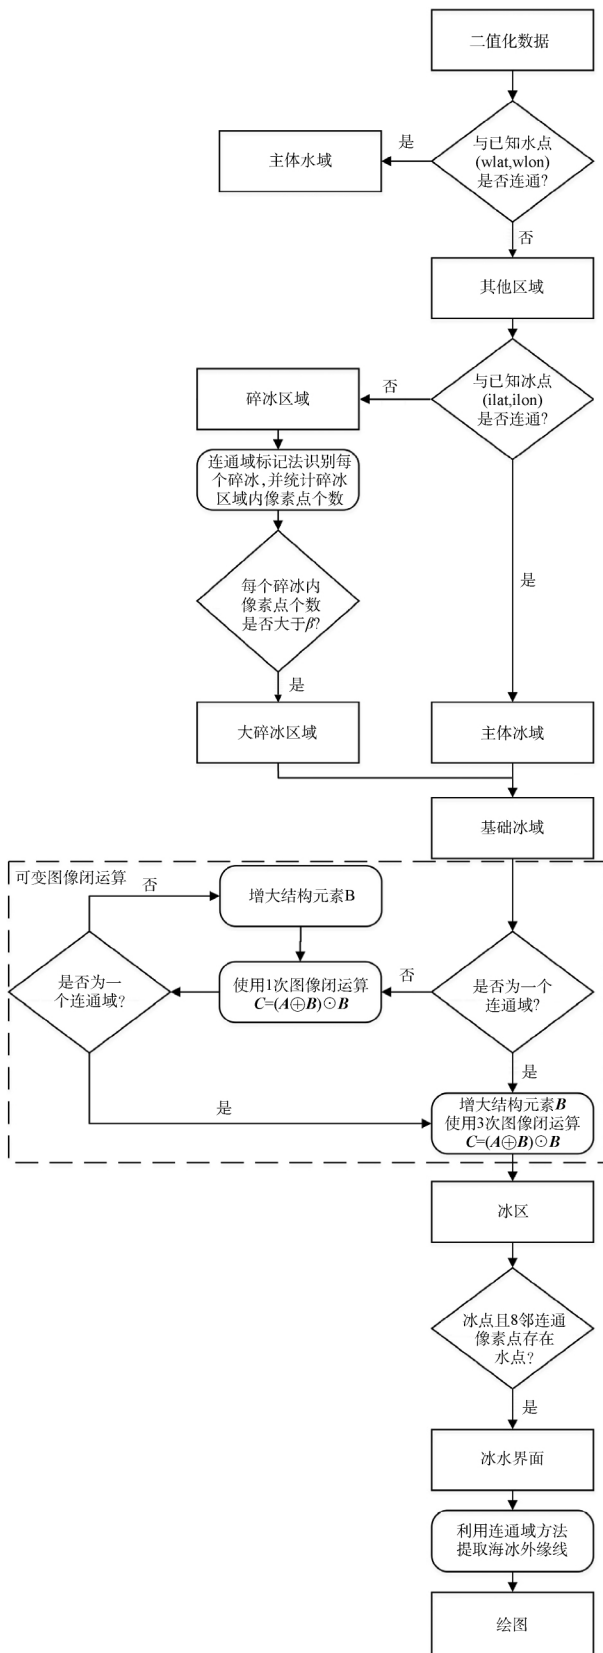 二值化数据
与已知水点
(wlat,wlon)
是否连通?
是
主体水域
否
其他区域
与已知冰点
(ilat,ilon)
是否连通?
否
碎冰区域
连通域标记法识别每
个碎冰,并统计碎冰
区域内像素点个数
每个碎冰内
像素点个数
是否大于β?
是
是
大碎冰区域
主体冰域
基础冰域
可变图像闭运算
否
增大结构元素B
是否为一
个连通域?
使用1次图像闭运算
C=(A⊕B)⊙B
否
是否为一个
连通域?
是
是
增大结构元素B
使用3次图像闭运算
C=(A⊕B)⊙B
冰区
冰点且8邻连通
像素点存在
水点?
是
冰水界面
利用连通域方法
提取海冰外缘线
绘图